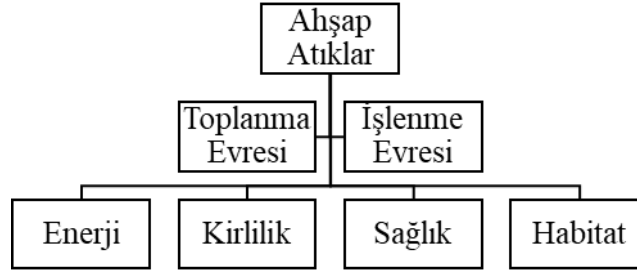 Ahşap
Atıklar
Toplanma
Evresi
İşlenme
Evresi
Enerji
Kirlilik
Sağlık
Habitat